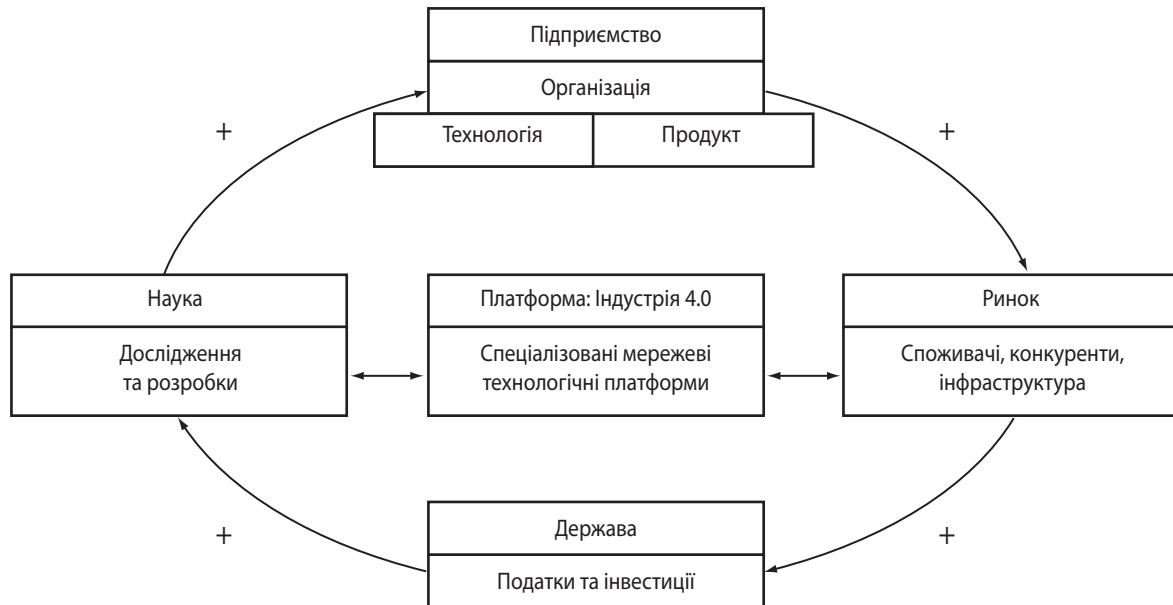 Підприємство
Організація
Технологія
Продукт
+
+
Наука
Дослідження
та розробки
Платформа: Індустрія 4.0
Спеціалізовані мережеві
технологічні платформи
Ринок
Споживачі, конкуренти,
інфраструктура
+
+
Держава
Податки та інвестиції